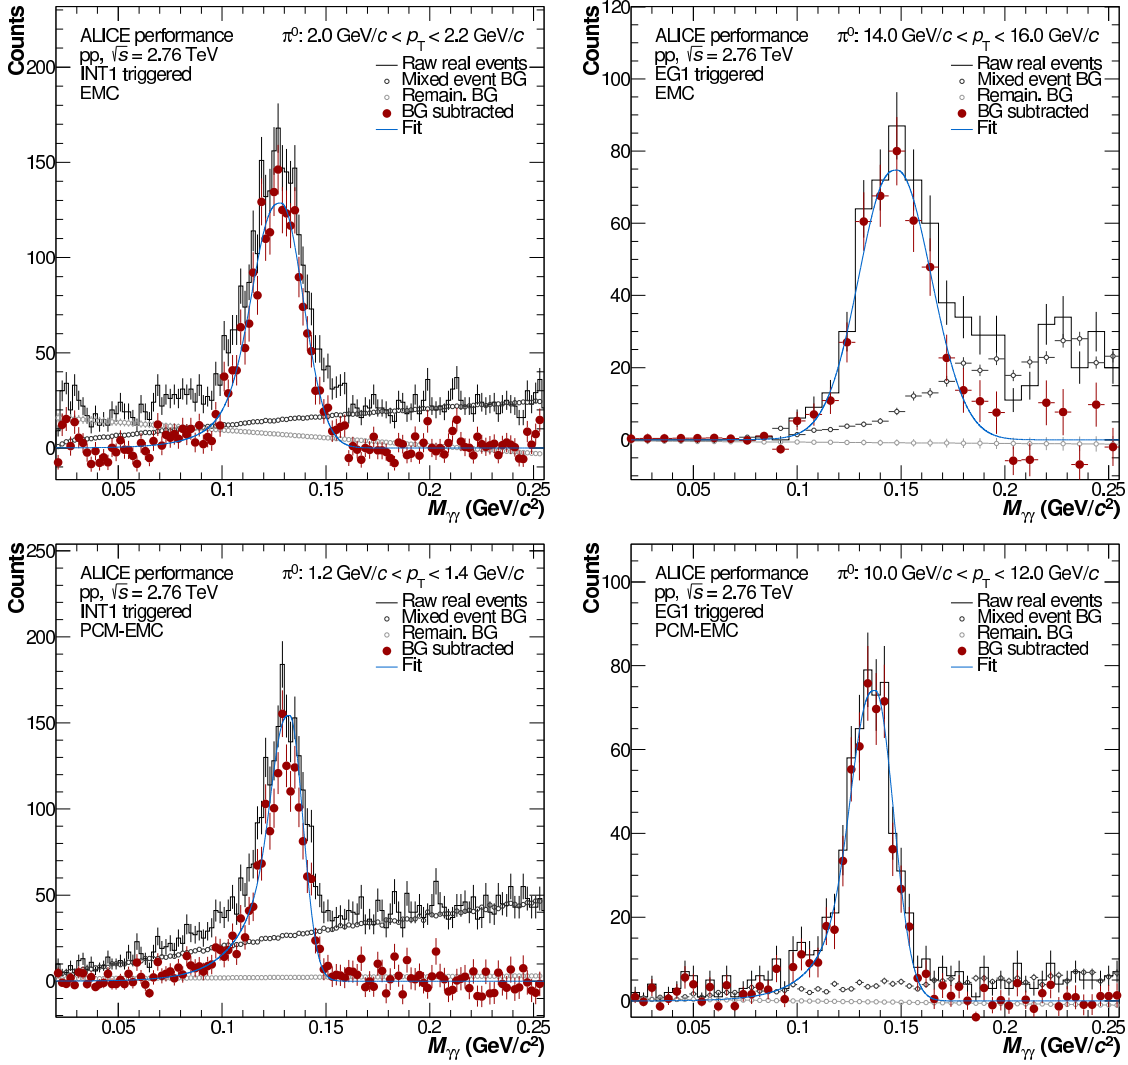 Counts
ALICE performance
pp, √s = 2.76 TeV
INT1 triggered
EMC
π⁰: 2.0 GeV/c < p_T < 2.2 GeV/c
Raw real events
Mixed event BG
Remain. BG
BG subtracted
Fit
200
150
100
50
0
0.05
0.1
0.15
0.2
0.25
M_γγ (GeV/c²)
Counts
ALICE performance
pp, √s = 2.76 TeV
EG1 triggered
EMC
π⁰: 14.0 GeV/c < p_T < 16.0 GeV/c
Raw real events
Mixed event BG
Remain. BG
BG subtracted
Fit
120
100
80
60
40
20
0
0.05
0.1
0.15
0.2
0.25
M_γγ (GeV/c²)
Counts
ALICE performance
pp, √s = 2.76 TeV
INT1 triggered
PCM-EMC
π⁰: 1.2 GeV/c < p_T < 1.4 GeV/c
Raw real events
Mixed event BG
Remain. BG
BG subtracted
Fit
250
200
150
100
50
0
0.05
0.1
0.15
0.2
0.25
M_γγ (GeV/c²)
Counts
ALICE performance
pp, √s = 2.76 TeV
EG1 triggered
PCM-EMC
π⁰: 10.0 GeV/c < p_T < 12.0 GeV/c
Raw real events
Mixed event BG
Remain. BG
BG subtracted
Fit
100
80
60
40
20
0
0.05
0.1
0.15
0.2
0.25
M_γγ (GeV/c²)